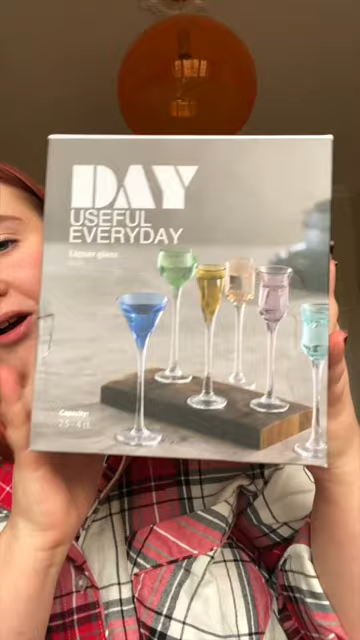 DAY
USEFUL
EVERYDAY
Liqueur glass
Capacity:
2.5-4 cl.